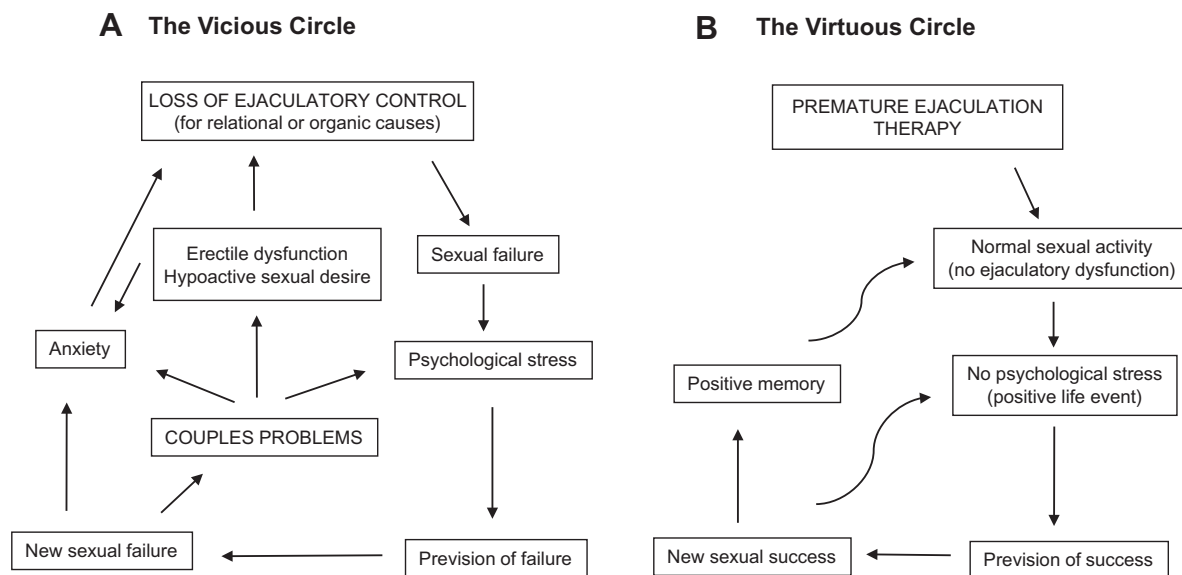 A The Vicious Circle
LOSS OF EJACULATORY CONTROL
(for relational or organic causes)
Erectile dysfunction
Hypoactive sexual desire
Sexual failure
Anxiety
Psychological stress
COUPLES PROBLEMS
New sexual failure
Prevision of failure
B The Virtuous Circle
PREMATURE EJACULATION
THERAPY
Normal sexual activity
(no ejaculatory dysfunction)
Positive memory
No psychological stress
(positive life event)
New sexual success
Prevision of success